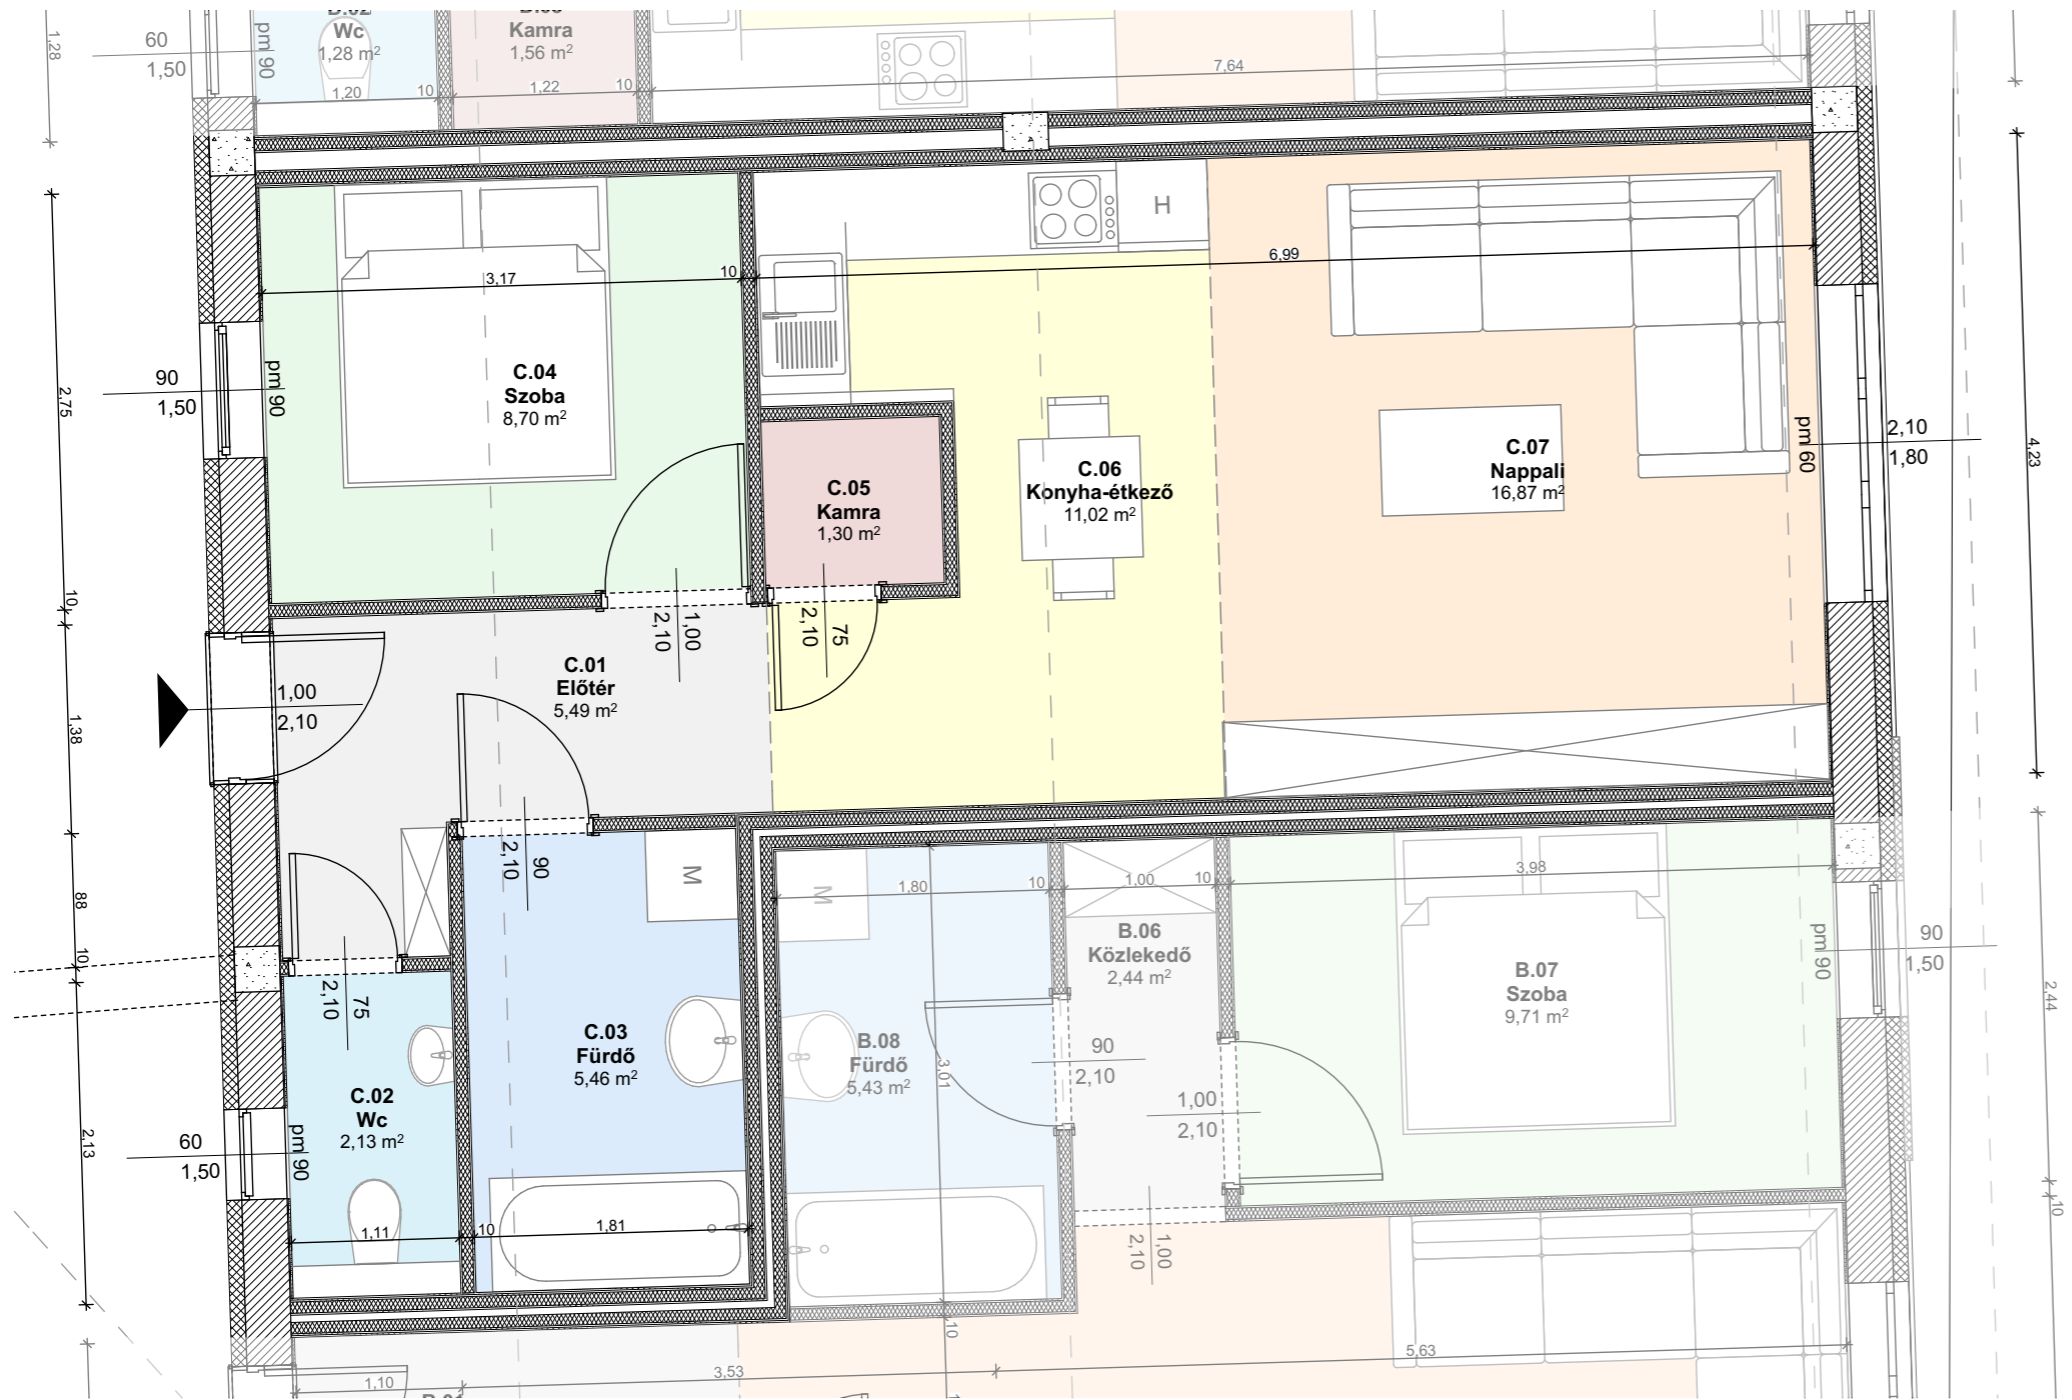 Wc
1,28 m²
Kamra
1,56 m²
60
1,50
pm 90
1,28
1,20
10
1,22
10
7,64
H
6,99
3,17
10
C.04
Szoba
8,70 m²
90
1,50
pm 90
2,75
C.05
Kamra
1,30 m²
C.06
Konyha-étkező
11,02 m²
C.07
Nappali
16,87 m²
pm 60
2,10
1,80
4,23
10
1,00
2,10
75
2,10
C.01
Előtér
5,49 m²
1,00
2,10
1,38
90
2,10
M
88
10
75
2,10
C.02
Wc
2,13 m²
60
1,50
pm 90
2,13
1,11
10
1,81
C.03
Fürdő
5,46 m²
M
1,80
10
1,00
10
3,98
B.06
Közlekedő
2,44 m²
B.07
Szoba
9,71 m²
pm 90
90
1,50
2,44
10
B.08
Fürdő
5,43 m²
3,01
90
2,10
1,00
2,10
1,00
2,10
10
1,10
3,53
5,63